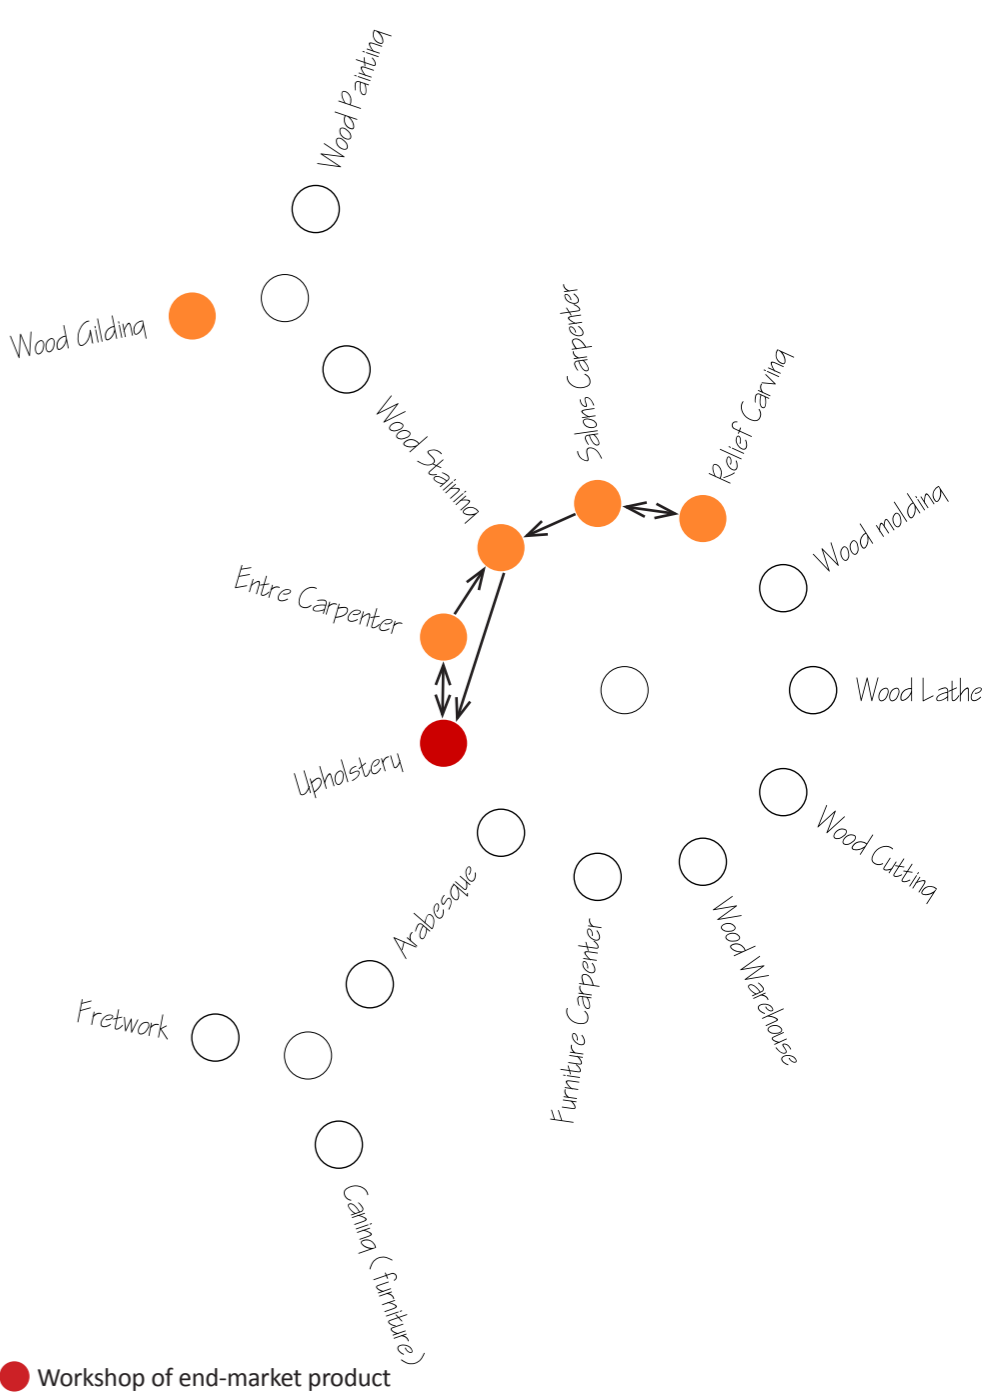 Wood Painting
Wood Gilding
Wood Staining
Salons Carpenter
Relief Carving
Wood molding
Entre Carpenter
Wood Lathe
Upholstery
Wood Cutting
Arabesque
Wood Warehouse
Furniture Carpenter
Fretwork
Caning (furniture)
Workshop of end-market product